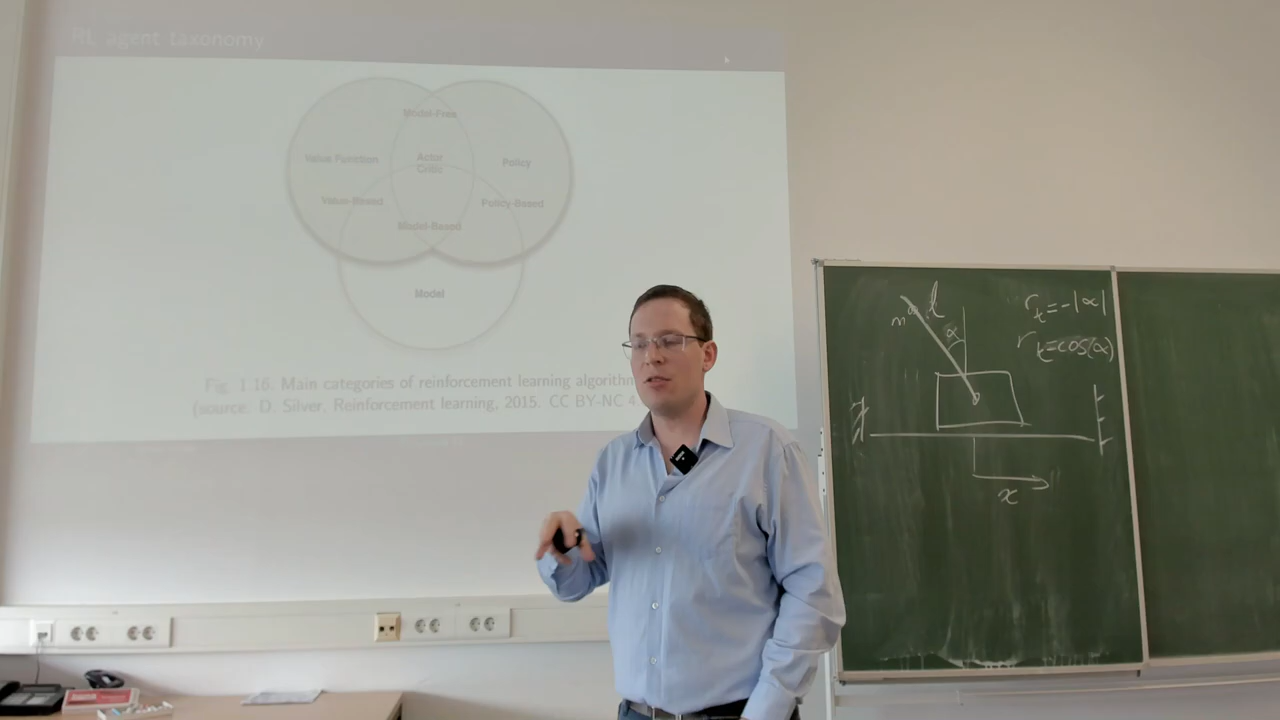 RL agent taxonomy
Model-Free
Value Function
Actor
Critic
Policy
Value-Based
Policy-Based
Model-Based
Model
Fig. 1.16. Main categories of reinforcement learning
(source. D. Silver, Reinforcement learning, 2015. CC BY-NC 4
m
l
α
r_t = -|α|
r_t = cos(α)
x